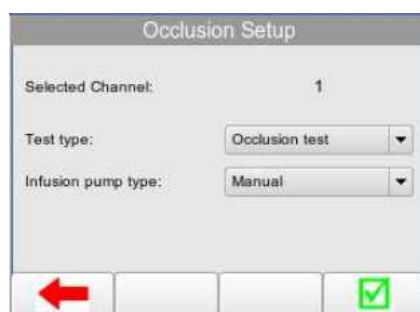 Occlusion Setup
Selected Channel: 1
Test type: Occlusion test
Infusion pump type: Manual